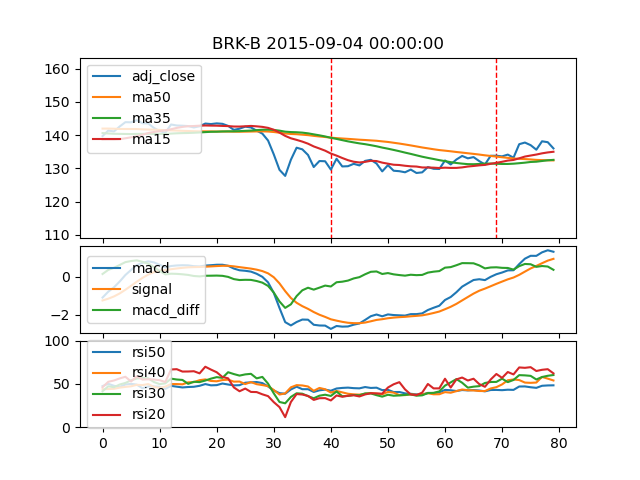 BRK-B 2015-09-04 00:00:00
160
150
140
130
120
110
adj_close
ma50
ma35
ma15
0
−2
macd
signal
macd_diff
100
50
0
rsi50
rsi40
rsi30
rsi20
0 10 20 30 40 50 60 70 80